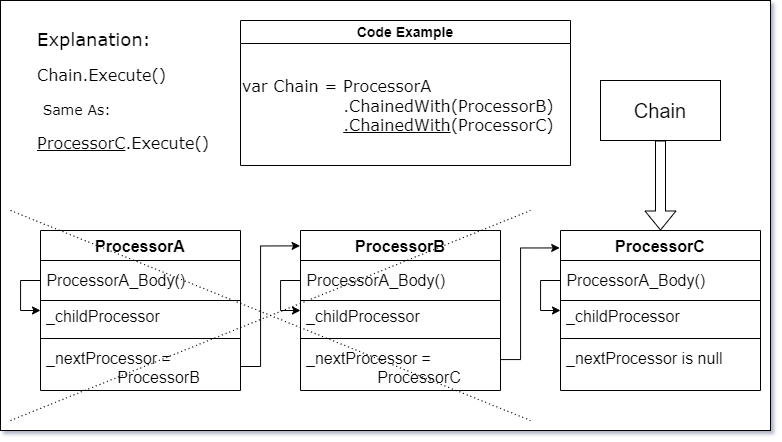 Explanation:
Chain.Execute()
Same As:
ProcessorC.Execute()
Code Example
var Chain = ProcessorA
.ChainedWith(ProcessorB)
.ChainedWith(ProcessorC)
Chain
ProcessorA
ProcessorA_Body()
_childProcessor
_nextProcessor =
ProcessorB
ProcessorB
ProcessorA_Body()
_childProcessor
_nextProcessor =
ProcessorC
ProcessorC
ProcessorA_Body()
_childProcessor
_nextProcessor is null